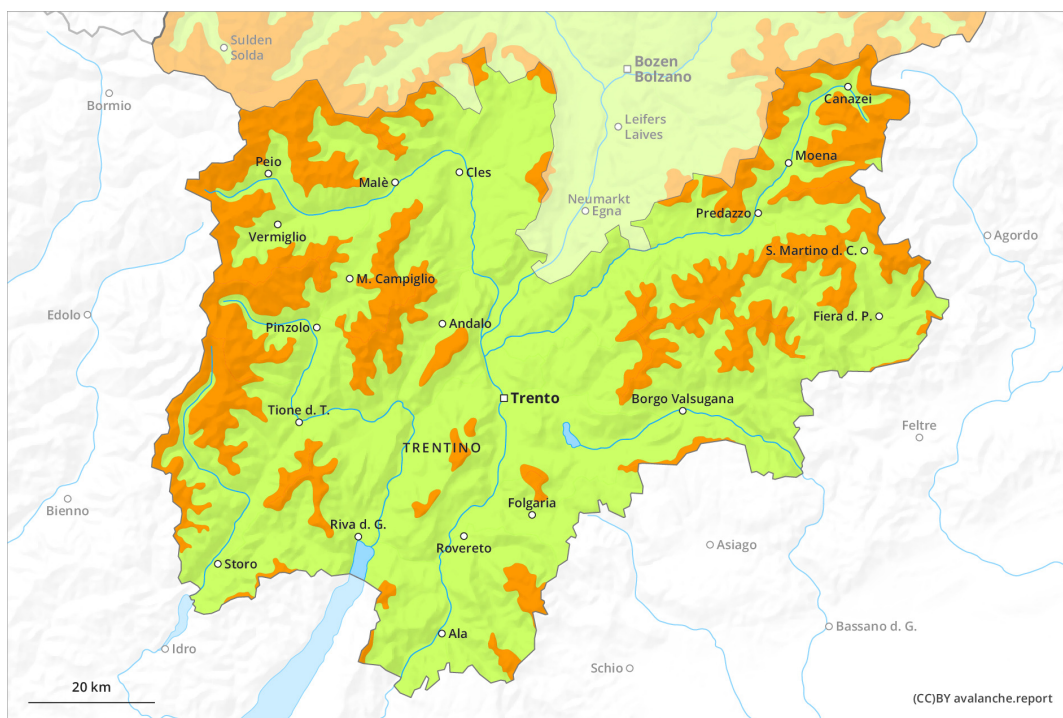 Sulden
Solda
Bozen
Bolzano
Bormio
Canazei
Leifers
Laives
Moena
Peio
Malè
Cles
Neumarkt
Egna
Predazzo
Vermiglio
Agordo
S. Martino d. C.
M. Campiglio
Edolo
Pinzolo
Andalo
Fiera d. P.
Trento
Borgo Valsugana
Tione d. T.
Feltre
TRENTINO
Bienno
Folgaria
Riva d. G.
Rovereto
Asiago
Storo
Bassano d. G.
Ala
Idro
Schio
20 km
(CC)BY avalanche.report